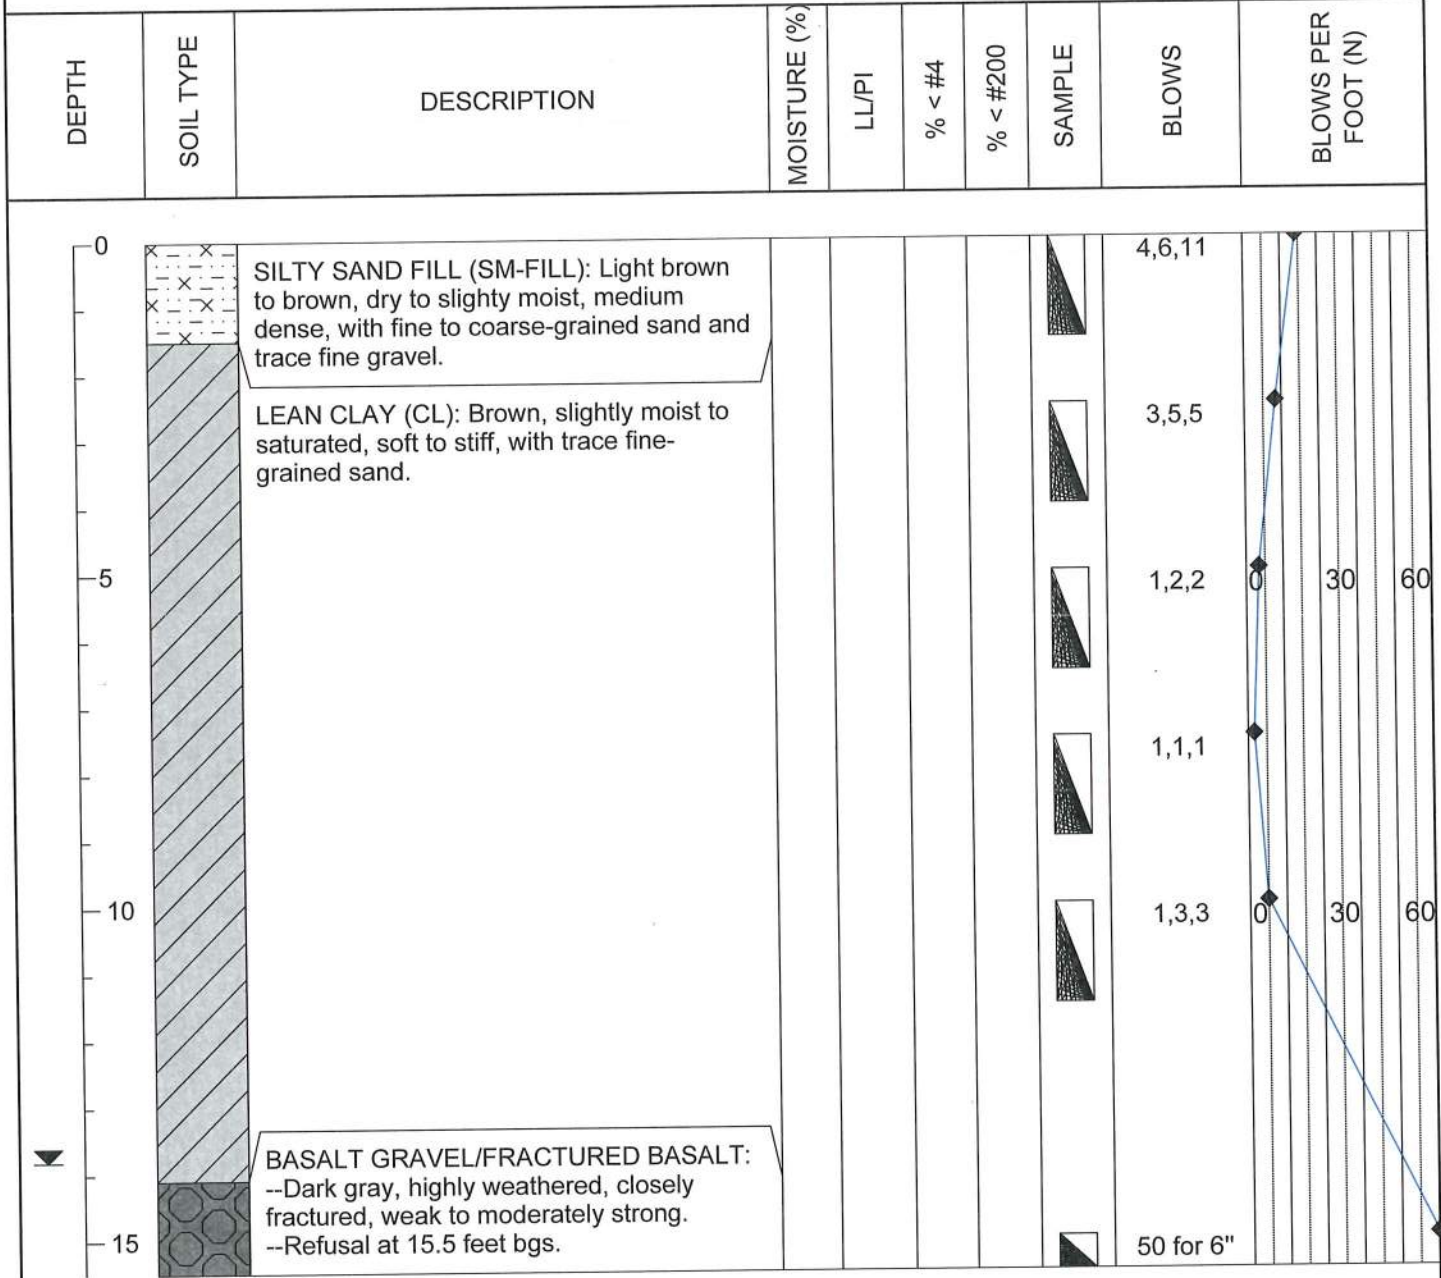 DEPTH
SOIL TYPE
DESCRIPTION
MOISTURE (%)
LL/PI
% < #4
% < #200
SAMPLE
BLOWS
BLOWS PER
FOOT (N)
0
4,6,11
SILTY SAND FILL (SM-FILL): Light brown
to brown, dry to slighty moist, medium
dense, with fine to coarse-grained sand and
trace fine gravel.
LEAN CLAY (CL): Brown, slightly moist to
saturated, soft to stiff, with trace fine-
grained sand.
3,5,5
5
1,2,2
0 30 60
1,1,1
10
1,3,3
0 30 60
BASALT GRAVEL/FRACTURED BASALT:
--Dark gray, highly weathered, closely
fractured, weak to moderately strong.
--Refusal at 15.5 feet bgs.
15
50 for 6"